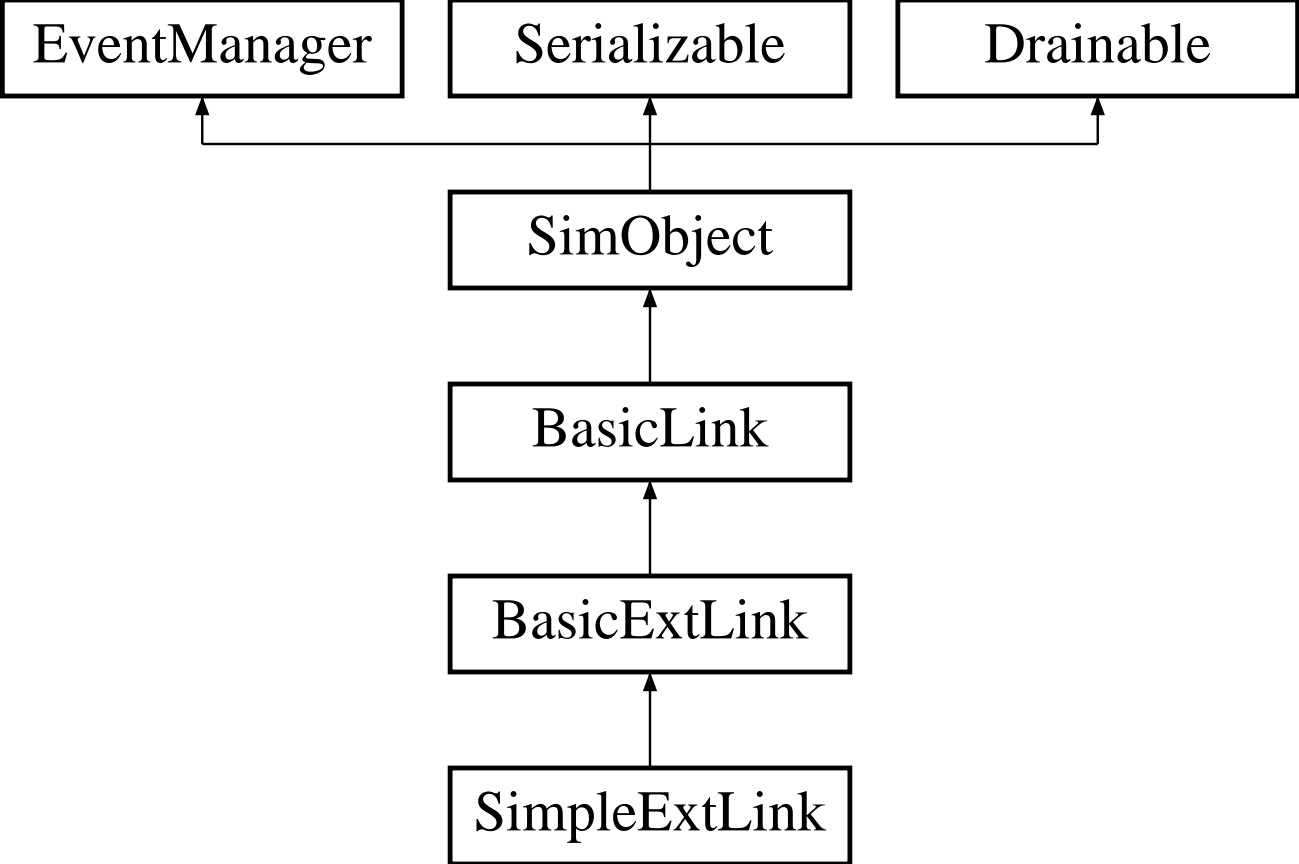 EventManager
Serializable
Drainable
SimObject
BasicLink
BasicExtLink
SimpleExtLink